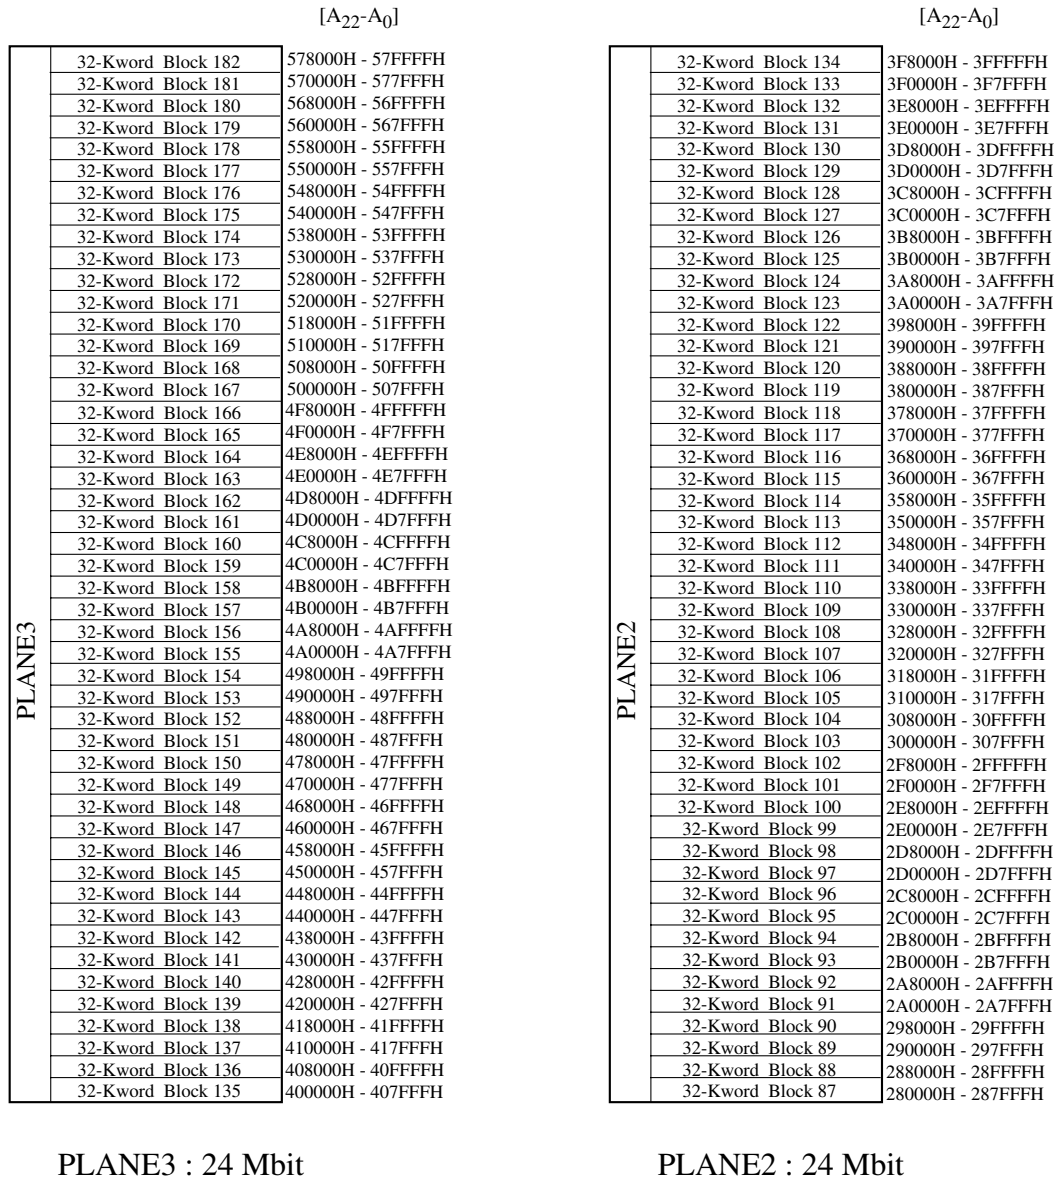 [A22-A0]
PLANE3
32-Kword Block 182 578000H - 57FFFFH
32-Kword Block 181 570000H - 577FFFH
32-Kword Block 180 568000H - 56FFFFH
32-Kword Block 179 560000H - 567FFFH
32-Kword Block 178 558000H - 55FFFFH
32-Kword Block 177 550000H - 557FFFH
32-Kword Block 176 548000H - 54FFFFH
32-Kword Block 175 540000H - 547FFFH
32-Kword Block 174 538000H - 53FFFFH
32-Kword Block 173 530000H - 537FFFH
32-Kword Block 172 528000H - 52FFFFH
32-Kword Block 171 520000H - 527FFFH
32-Kword Block 170 518000H - 51FFFFH
32-Kword Block 169 510000H - 517FFFH
32-Kword Block 168 508000H - 50FFFFH
32-Kword Block 167 500000H - 507FFFH
32-Kword Block 166 4F8000H - 4FFFFFH
32-Kword Block 165 4F0000H - 4F7FFFH
32-Kword Block 164 4E8000H - 4EFFFFH
32-Kword Block 163 4E0000H - 4E7FFFH
32-Kword Block 162 4D8000H - 4DFFFFH
32-Kword Block 161 4D0000H - 4D7FFFH
32-Kword Block 160 4C8000H - 4CFFFFH
32-Kword Block 159 4C0000H - 4C7FFFH
32-Kword Block 158 4B8000H - 4BFFFFH
32-Kword Block 157 4B0000H - 4B7FFFH
32-Kword Block 156 4A8000H - 4AFFFFH
32-Kword Block 155 4A0000H - 4A7FFFH
32-Kword Block 154 498000H - 49FFFFH
32-Kword Block 153 490000H - 497FFFH
32-Kword Block 152 488000H - 48FFFFH
32-Kword Block 151 480000H - 487FFFH
32-Kword Block 150 478000H - 47FFFFH
32-Kword Block 149 470000H - 477FFFH
32-Kword Block 148 468000H - 46FFFFH
32-Kword Block 147 460000H - 467FFFH
32-Kword Block 146 458000H - 45FFFFH
32-Kword Block 145 450000H - 457FFFH
32-Kword Block 144 448000H - 44FFFFH
32-Kword Block 143 440000H - 447FFFH
32-Kword Block 142 438000H - 43FFFFH
32-Kword Block 141 430000H - 437FFFH
32-Kword Block 140 428000H - 42FFFFH
32-Kword Block 139 420000H - 427FFFH
32-Kword Block 138 418000H - 41FFFFH
32-Kword Block 137 410000H - 417FFFH
32-Kword Block 136 408000H - 40FFFFH
32-Kword Block 135 400000H - 407FFFH
PLANE3 : 24 Mbit
[A22-A0]
PLANE2
32-Kword Block 134 3F8000H - 3FFFFFH
32-Kword Block 133 3F0000H - 3F7FFFH
32-Kword Block 132 3E8000H - 3EFFFFH
32-Kword Block 131 3E0000H - 3E7FFFH
32-Kword Block 130 3D8000H - 3DFFFFH
32-Kword Block 129 3D0000H - 3D7FFFH
32-Kword Block 128 3C8000H - 3CFFFFH
32-Kword Block 127 3C0000H - 3C7FFFH
32-Kword Block 126 3B8000H - 3BFFFFH
32-Kword Block 125 3B0000H - 3B7FFFH
32-Kword Block 124 3A8000H - 3AFFFFH
32-Kword Block 123 3A0000H - 3A7FFFH
32-Kword Block 122 398000H - 39FFFFH
32-Kword Block 121 390000H - 397FFFH
32-Kword Block 120 388000H - 38FFFFH
32-Kword Block 119 380000H - 387FFFH
32-Kword Block 118 378000H - 37FFFFH
32-Kword Block 117 370000H - 377FFFH
32-Kword Block 116 368000H - 36FFFFH
32-Kword Block 115 360000H - 367FFFH
32-Kword Block 114 358000H - 35FFFFH
32-Kword Block 113 350000H - 357FFFH
32-Kword Block 112 348000H - 34FFFFH
32-Kword Block 111 340000H - 347FFFH
32-Kword Block 110 338000H - 33FFFFH
32-Kword Block 109 330000H - 337FFFH
32-Kword Block 108 328000H - 32FFFFH
32-Kword Block 107 320000H - 327FFFH
32-Kword Block 106 318000H - 31FFFFH
32-Kword Block 105 310000H - 317FFFH
32-Kword Block 104 308000H - 30FFFFH
32-Kword Block 103 300000H - 307FFFH
32-Kword Block 102 2F8000H - 2FFFFFH
32-Kword Block 101 2F0000H - 2F7FFFH
32-Kword Block 100 2E8000H - 2EFFFFH
32-Kword Block 99 2E0000H - 2E7FFFH
32-Kword Block 98 2D8000H - 2DFFFFH
32-Kword Block 97 2D0000H - 2D7FFFH
32-Kword Block 96 2C8000H - 2CFFFFH
32-Kword Block 95 2C0000H - 2C7FFFH
32-Kword Block 94 2B8000H - 2BFFFFH
32-Kword Block 93 2B0000H - 2B7FFFH
32-Kword Block 92 2A8000H - 2AFFFFH
32-Kword Block 91 2A0000H - 2A7FFFH
32-Kword Block 90 298000H - 29FFFFH
32-Kword Block 89 290000H - 297FFFH
32-Kword Block 88 288000H - 28FFFFH
32-Kword Block 87 280000H - 287FFFH
PLANE2 : 24 Mbit